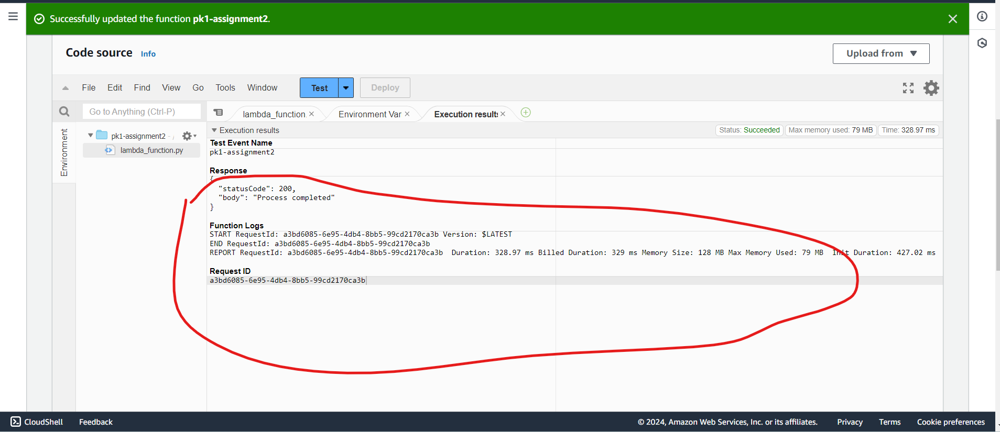 Successfully updated the function pk1-assignment2.
Code source Info
Upload from
File Edit Find View Go Tools Window Test Deploy
Go to Anything (Ctrl-P)
lambda_function. Environment Var Execution results
Environment
pk1-assignment2 - /
lambda_function.py
Execution results
Status: Succeeded Max memory used: 79 MB Time: 328.97 ms
Test Event Name
pk1-assignment2
Response
{
"statusCode": 200,
"body": "Process completed"
}
Function Logs
START RequestId: a3bd6085-6e95-4db4-8bb5-99cd2170ca3b Version: $LATEST
END RequestId: a3bd6085-6e95-4db4-8bb5-99cd2170ca3b
REPORT RequestId: a3bd6085-6e95-4db4-8bb5-99cd2170ca3b Duration: 328.97 ms Billed Duration: 329 ms Memory Size: 128 MB Max Memory Used: 79 MB Init Duration: 427.02 ms
Request ID
a3bd6085-6e95-4db4-8bb5-99cd2170ca3b
CloudShell Feedback © 2024, Amazon Web Services, Inc. or its affiliates. Privacy Terms Cookie preferences